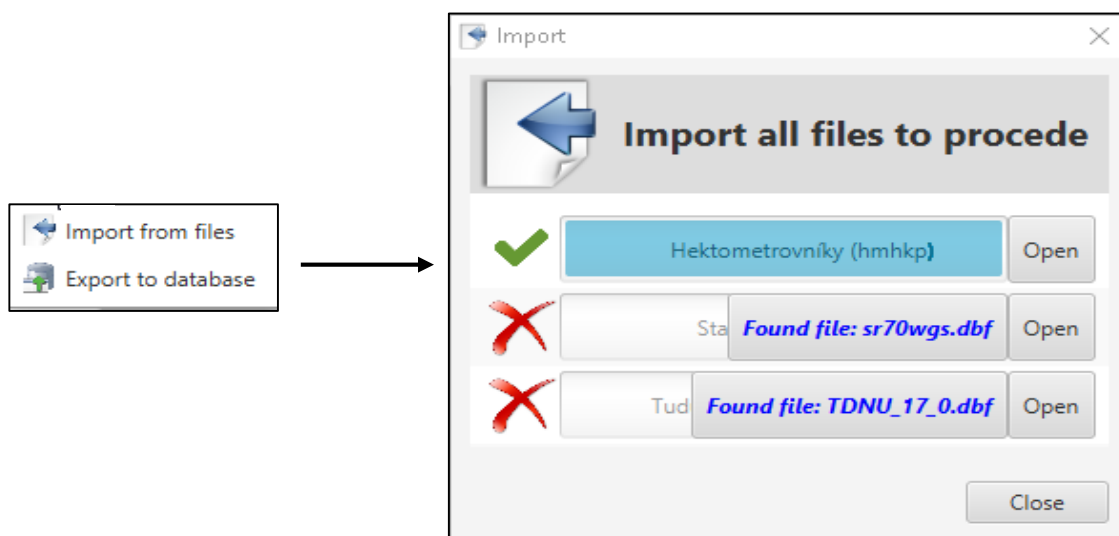 Import from files
Export to database
Import
Import all files to procede
Hektometrovníky (hmhkp)
Open
Sta
Found file: sr70wgs.dbf
Open
Tud
Found file: TDNU_17_0.dbf
Open
Close